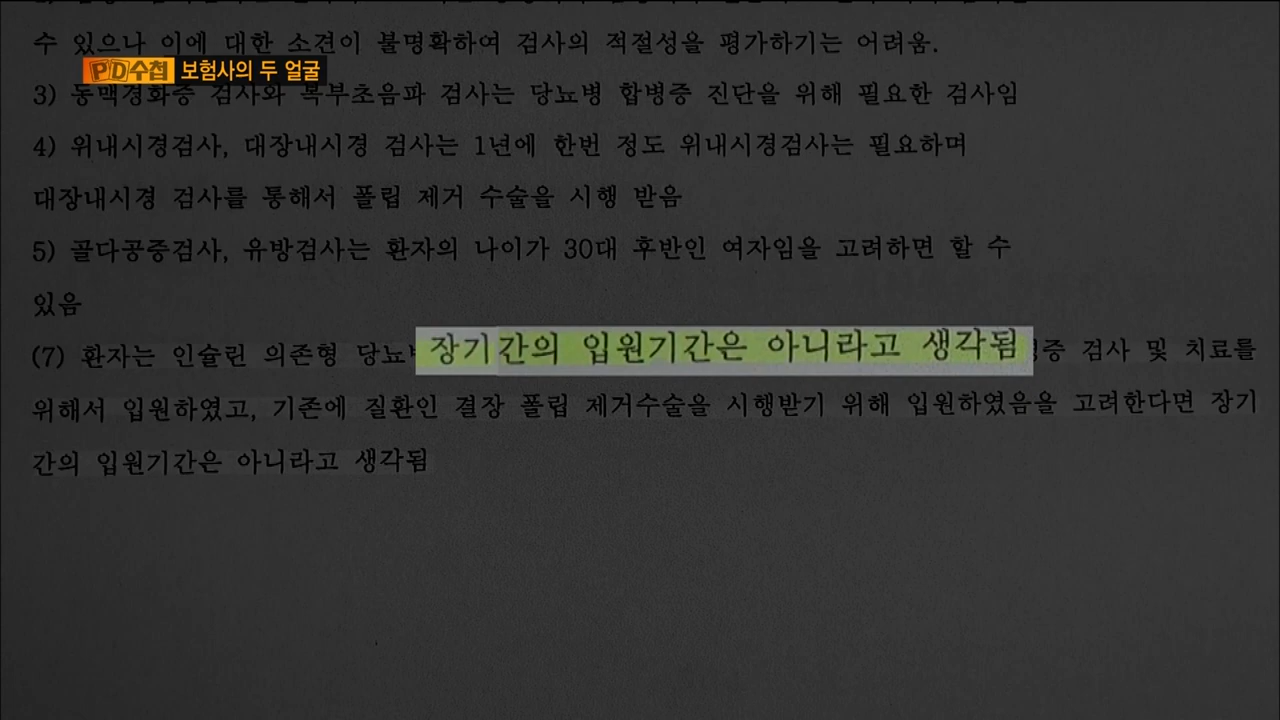 수 있으나 이에 대한 소견이 불명확하여 검사의 적절성을 평가하기는 어려움.
PD수첩 보험사의 두 얼굴
3) 동맥경화증 검사와 복부초음파 검사는 당뇨병 합병증 진단을 위해 필요한 검사임
4) 위내시경검사, 대장내시경 검사는 1년에 한번 정도 위내시경검사는 필요하며
대장내시경 검사를 통해서 폴립 제거 수술을 시행 받음
5) 골다공증검사, 유방검사는 환자의 나이가 30대 후반인 여자임을 고려하면 할 수
있음
장기간의 입원기간은 아니라고 생각됨
(7) 환자는 인슐린 의존형 검사 및 치료를
위해서 입원하였고, 기존에 질환인 결장 폴립 제거수술을 시행받기 위해 입원하였음을 고려한다면 장기
간의 입원기간은 아니라고 생각됨